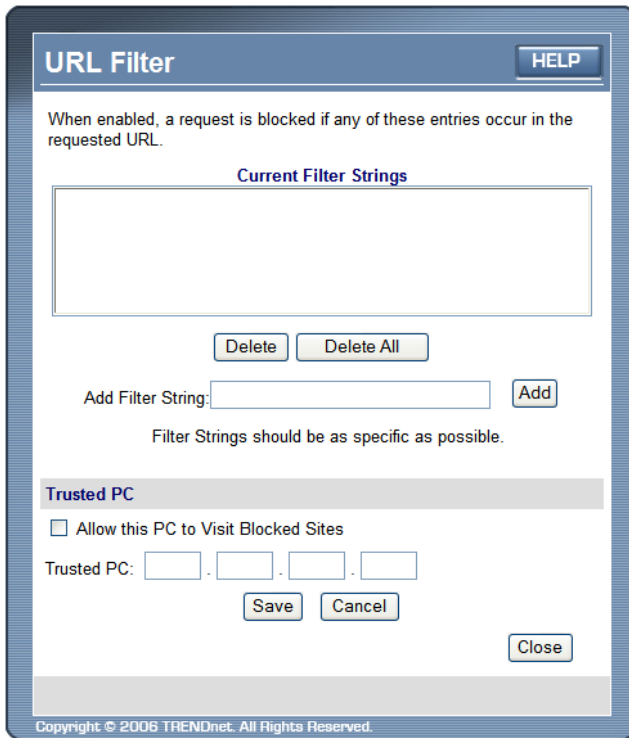 URL Filter
HELP
When enabled, a request is blocked if any of these entries occur in the
requested URL.
Current Filter Strings
Delete
Delete All
Add Filter String:
Add
Filter Strings should be as specific as possible.
Trusted PC
Allow this PC to Visit Blocked Sites
Trusted PC: . . .
Save
Cancel
Close
Copyright © 2006 TRENDnet. All Rights Reserved.